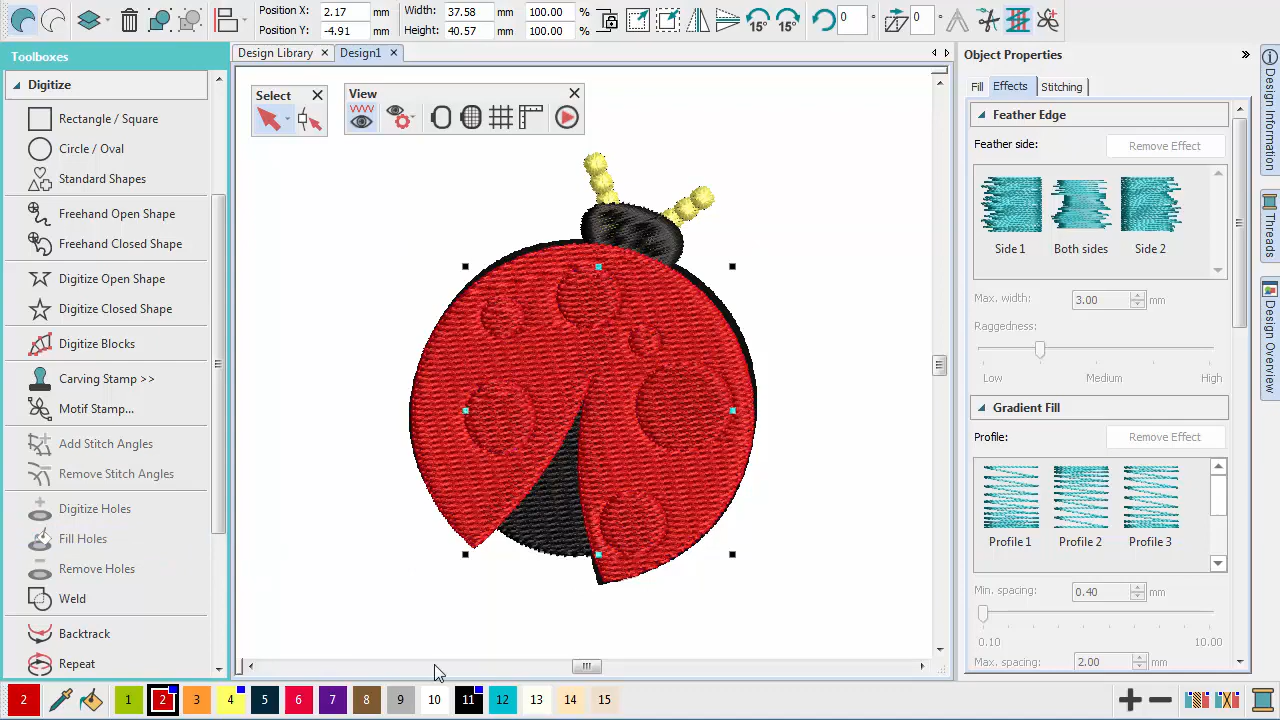 Position X: 2.17 mm Width: 37.58 mm 100.00 %
Position Y: -4.91 mm Height: 40.57 mm 100.00 %
15° 15° 0 ° 0 °
Toolboxes
Design Library × Design1 ×
Object Properties »
Digitize
Rectangle / Square
Circle / Oval
Standard Shapes
Freehand Open Shape
Freehand Closed Shape
Digitize Open Shape
Digitize Closed Shape
Digitize Blocks
Carving Stamp >>
Motif Stamp...
Add Stitch Angles
Remove Stitch Angles
Digitize Holes
Fill Holes
Remove Holes
Weld
Backtrack
Repeat
Select
View
Fill Effects Stitching
Feather Edge
Feather side: Remove Effect
Side 1 Both sides Side 2
Max. width: 3.00 mm
Raggedness:
Low Medium High
Gradient Fill
Profile: Remove Effect
Profile 1 Profile 2 Profile 3
Min. spacing: 0.40 mm
0.10 10.00
Max. spacing: 2.00 mm
Design Information
Threads
Design Overview
2 1 2 3 4 5 6 7 8 9 10 11 12 13 14 15